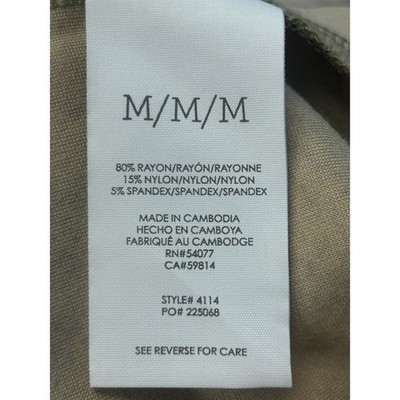 M/M/M
80% RAYON/RAYÓN/RAYONNE
15% NYLON/NYLON/NYLON
5% SPANDEX/SPANDEX/SPANDEX
MADE IN CAMBODIA
HECHO EN CAMBOYA
FABRIQUÉ AU CAMBODGE
RN#54077
CA#59814
STYLE# 4114
PO# 225068
SEE REVERSE FOR CARE